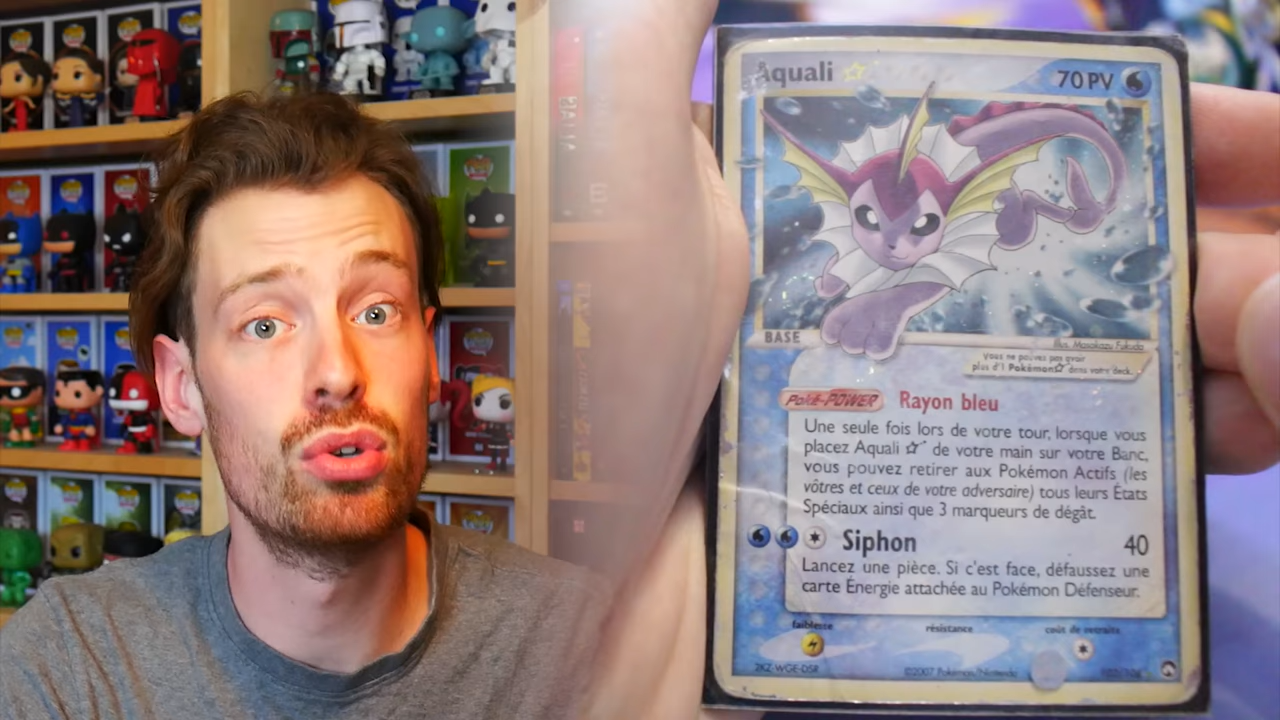 Aquali ☆
70 PV
BASE
Illus. Masakazu Fukuda
Vous ne pouvez pas avoir
plus d'1 Pokémon☆ dans votre deck.
Poké-POWER Rayon bleu
Une seule fois lors de votre tour, lorsque vous
placez Aquali ☆ de votre main sur votre Banc,
vous pouvez retirer aux Pokémon Actifs (les
vôtres et ceux de votre adversaire) tous leurs États
Spéciaux ainsi que 3 marqueurs de dégât.
Siphon 40
Lancez une pièce. Si c'est face, défaussez une
carte Énergie attachée au Pokémon Défenseur.
faiblesse résistance coût de retraite
2KZ-WGE-DSR ©2007 Pokémon/Nintendo